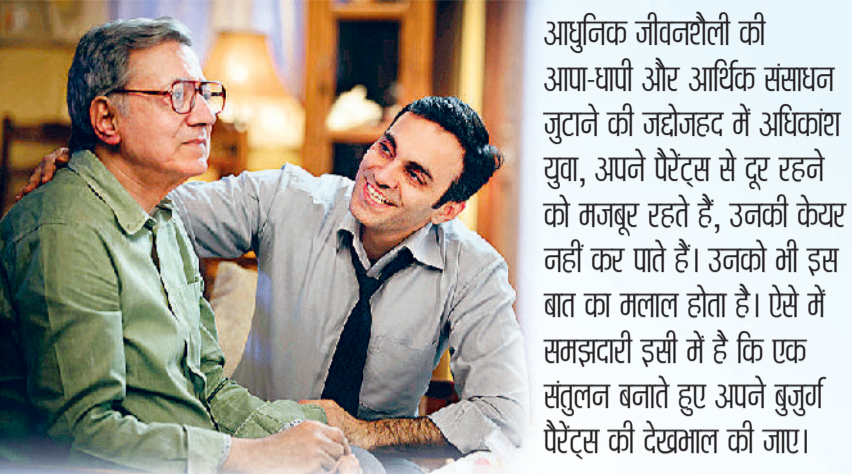 आधुनिक जीवनशैली की
आपा-धापी और आर्थिक संसाधन
जुटाने की जद्दोजहद में अधिकांश
युवा, अपने पैरेंट्स से दूर रहने
को मजबूर रहते हैं, उनकी केयर
नहीं कर पाते हैं। उनको भी इस
बात का मलाल होता है। ऐसे में
समझदारी इसी में है कि एक
संतुलन बनाते हुए अपने बुजुर्ग
पैरेंट्स की देखभाल की जाए।